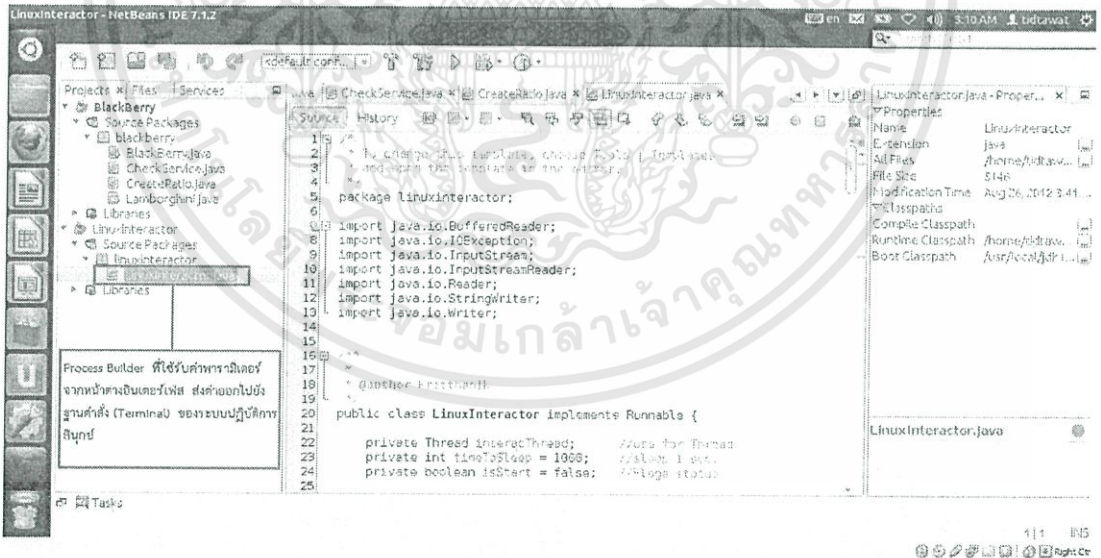 LinuxInteractor - NetBeans IDE 7.1.2
en
3:10 AM tidtawat
<default conf...
Projects Files Services
BlackBerry
Source Packages
blackberry
BlackBerry.java
CheckService.java
CreateRatio.java
Lamborghini.java
Libraries
LinuxInteractor
Source Packages
linuxinteractor
Libraries
CheckService.java
CreateRatio.java
LinuxInteractor.java
Source History
1
2 * To change this template, choose Tools | Templates
3 * and open the template in the editor.
4 */
5 package linuxinteractor;
6
import java.io.BufferedReader;
8 import java.io.IOException;
9 import java.io.InputStream;
10 import java.io.InputStreamReader;
11 import java.io.Reader;
12 import java.io.StringWriter;
13 import java.io.Writer;
14
15
16 /**
17 *
18 * @author
19 */
20 public class LinuxInteractor implements Runnable {
21
22 private Thread interacThread; //use for Thread
23 private int timeToSleep = 1000; //sleep 1 sec.
24 private boolean isStart = false; //Flags status
25
Process Builder ที่ใช้รับค่าพารามิเตอร์
จากหน้าต่างอินเตอร์เฟส ส่งค่าออกไปยัง
ฐานคำสั่ง (Terminal) ของระบบปฏิบัติการ
ลินุกซ์
LinuxInteractor.java - Proper...
Properties
Name LinuxInteractor
Extension java
All Files /home/tidtaw...
File Size 5146
Modification Time Aug 26, 2012 3:41 ...
Classpaths
Compile Classpath
Runtime Classpath /home/tidtaw...
Boot Classpath /usr/local/jdk1...
LinuxInteractor.java
Tasks
1|1 INS
Right Ctr